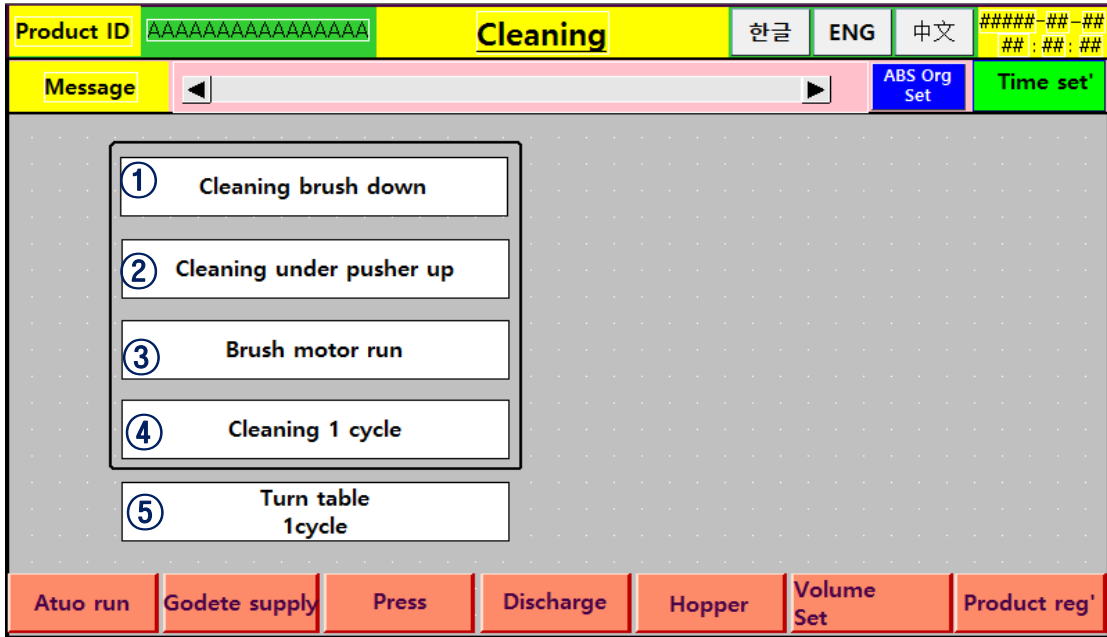 Product ID AAAAAAAAAAAAAAAA Cleaning 한글 ENG 中文 #####-##-##
## : ##: ##
Message ◀ ▶ ABS Org
Set Time set'
① Cleaning brush down
② Cleaning under pusher up
③ Brush motor run
④ Cleaning 1 cycle
⑤ Turn table
1cycle
Atuo run Godete supply Press Discharge Hopper Volume
Set Product reg'